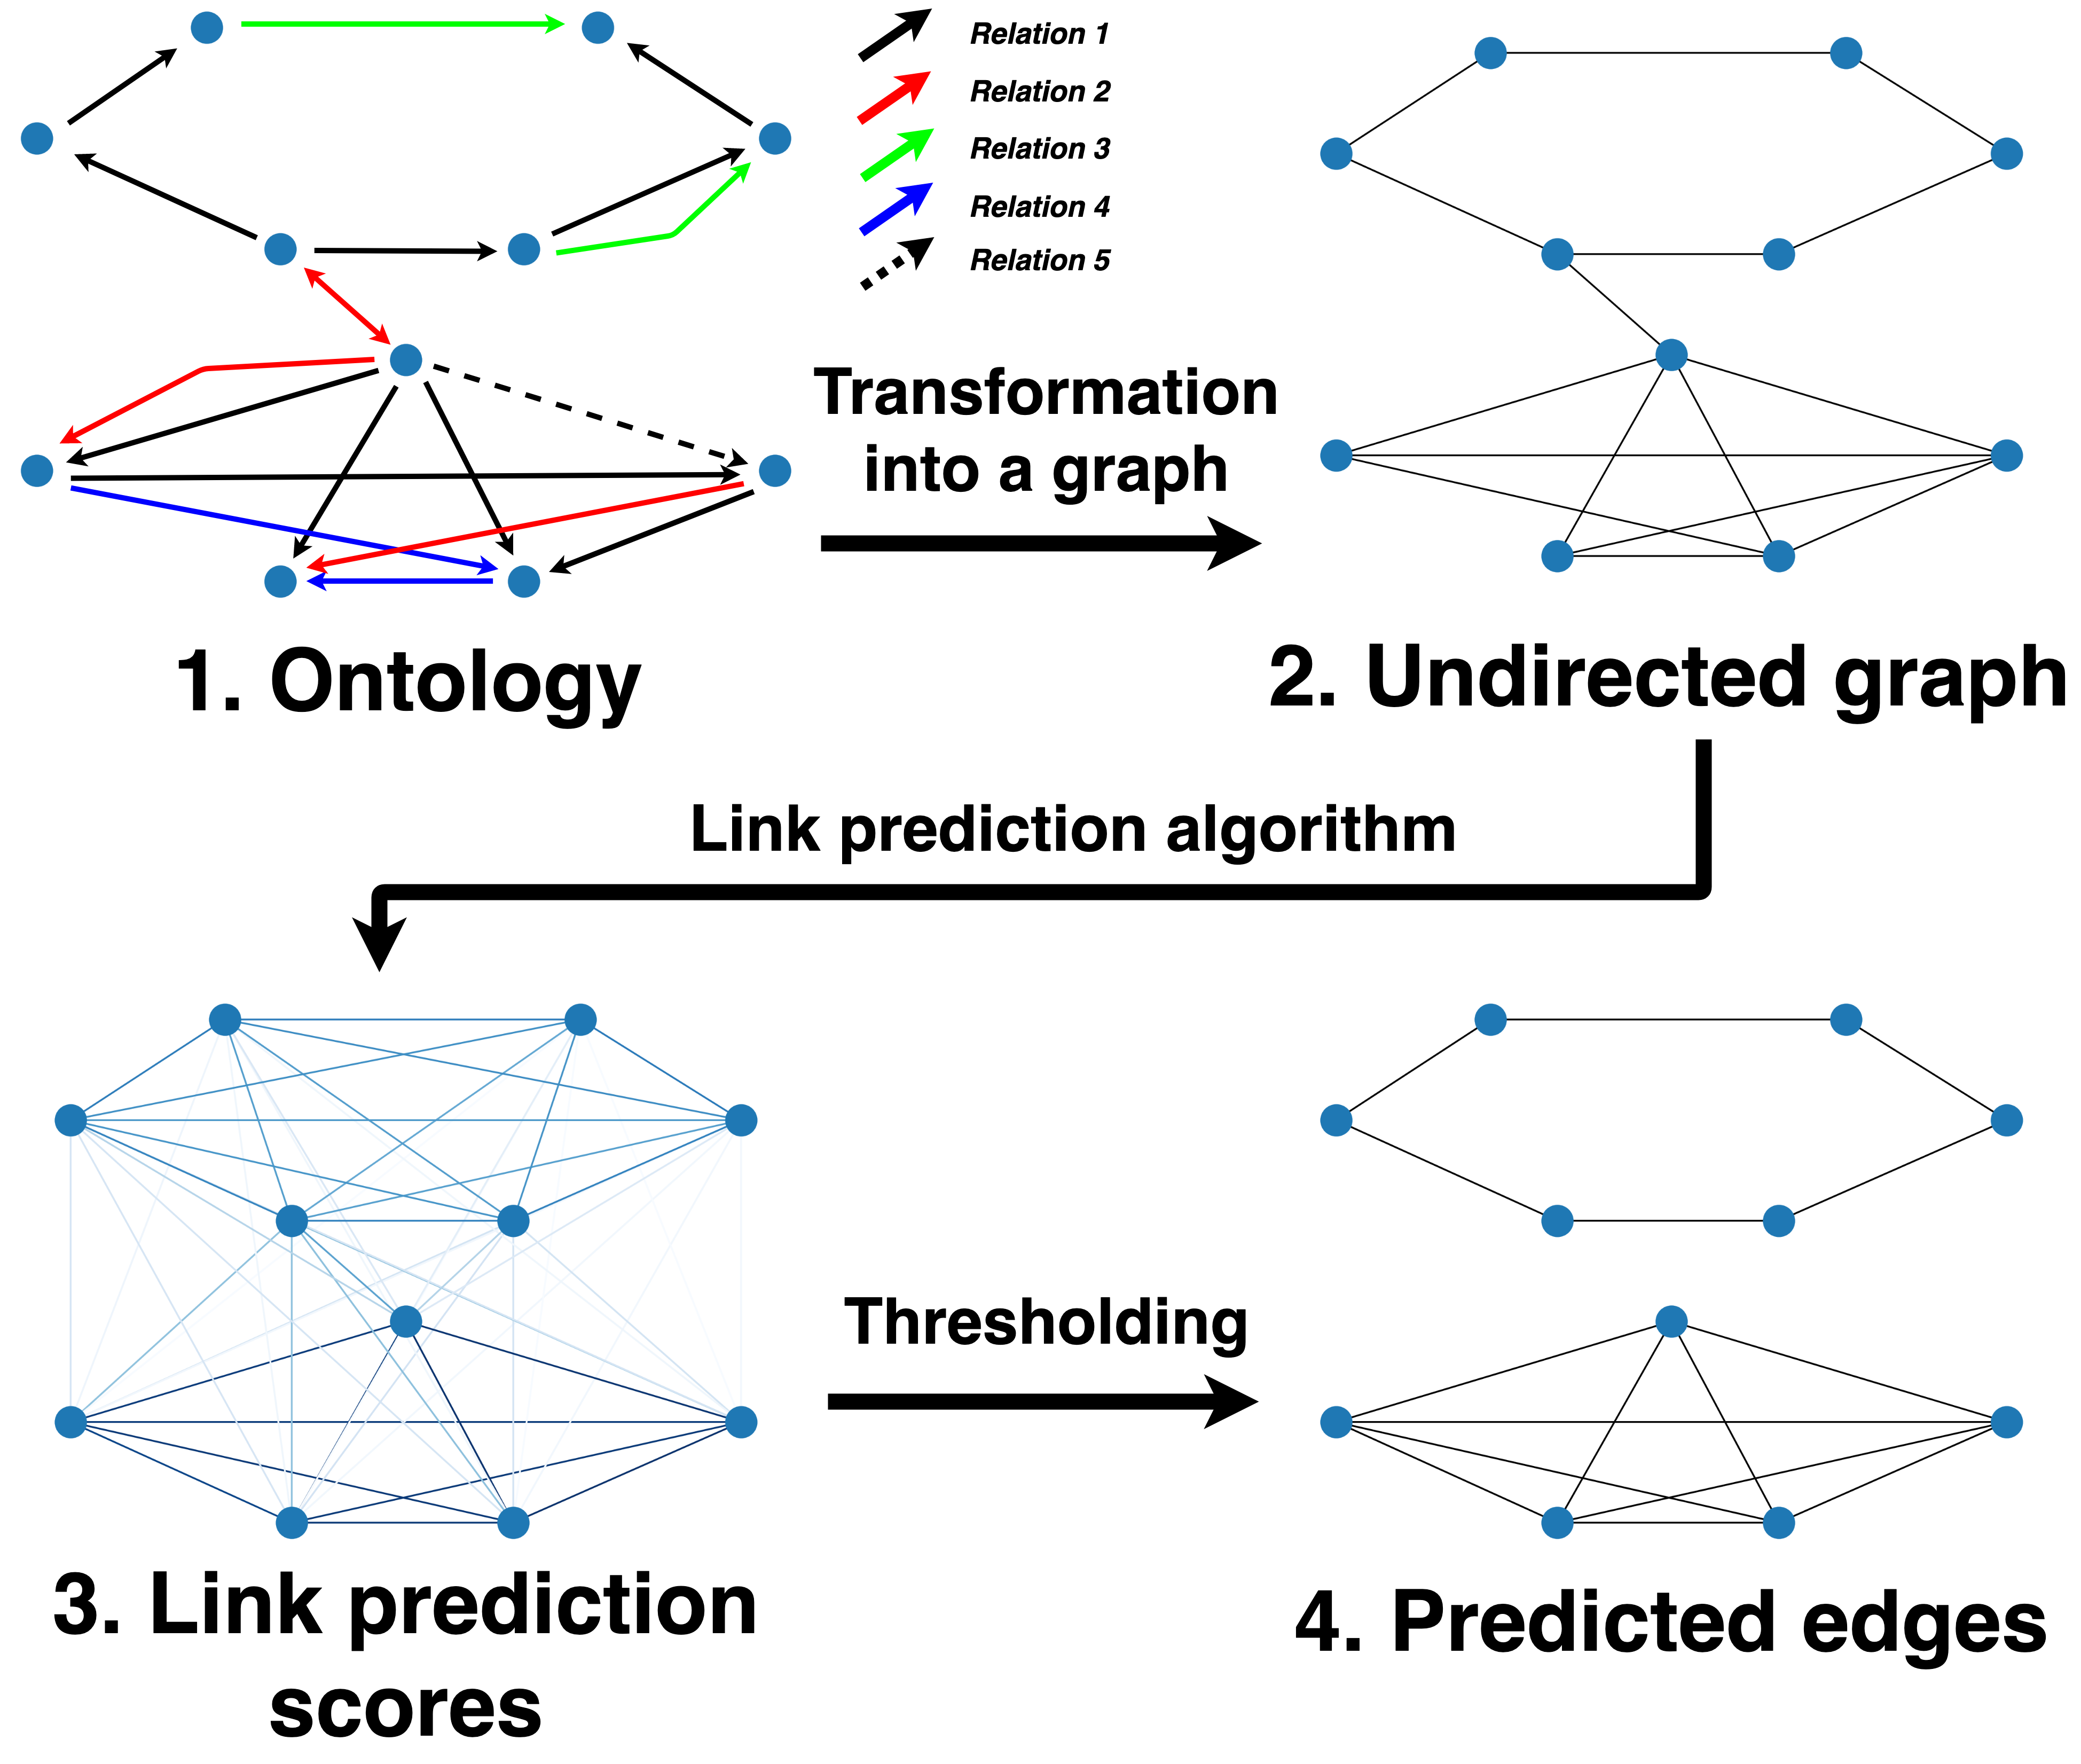 Relation 1
Relation 2
Relation 3
Relation 4
Relation 5
Transformation
into a graph
1. Ontology
2. Undirected graph
Link prediction algorithm
Thresholding
3. Link prediction
scores
4. Predicted edges